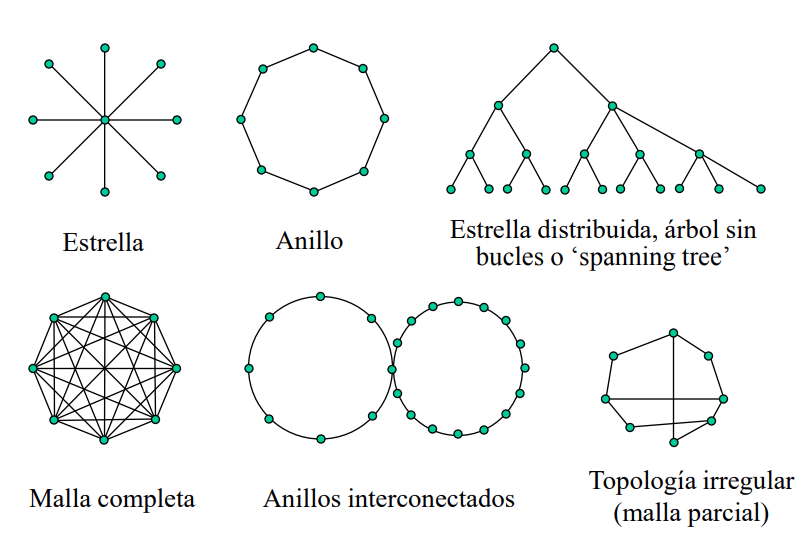 Estrella
Anillo
Estrella distribuida, árbol sin
bucles o ‘spanning tree’
Malla completa
Anillos interconectados
Topología irregular
(malla parcial)